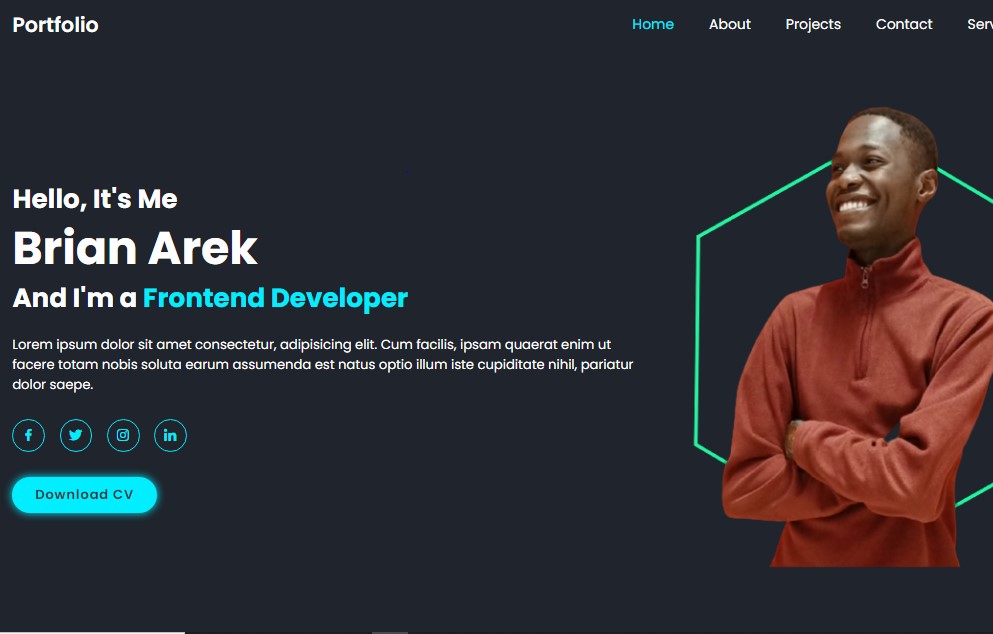 Portfolio
Home About Projects Contact Serv
Hello, It's Me
Brian Arek
And I'm a Frontend Developer
Lorem ipsum dolor sit amet consectetur, adipisicing elit. Cum facilis, ipsam quaerat enim ut
facere totam nobis soluta earum assumenda est natus optio illum iste cupiditate nihil, pariatur
dolor saepe.
Download CV